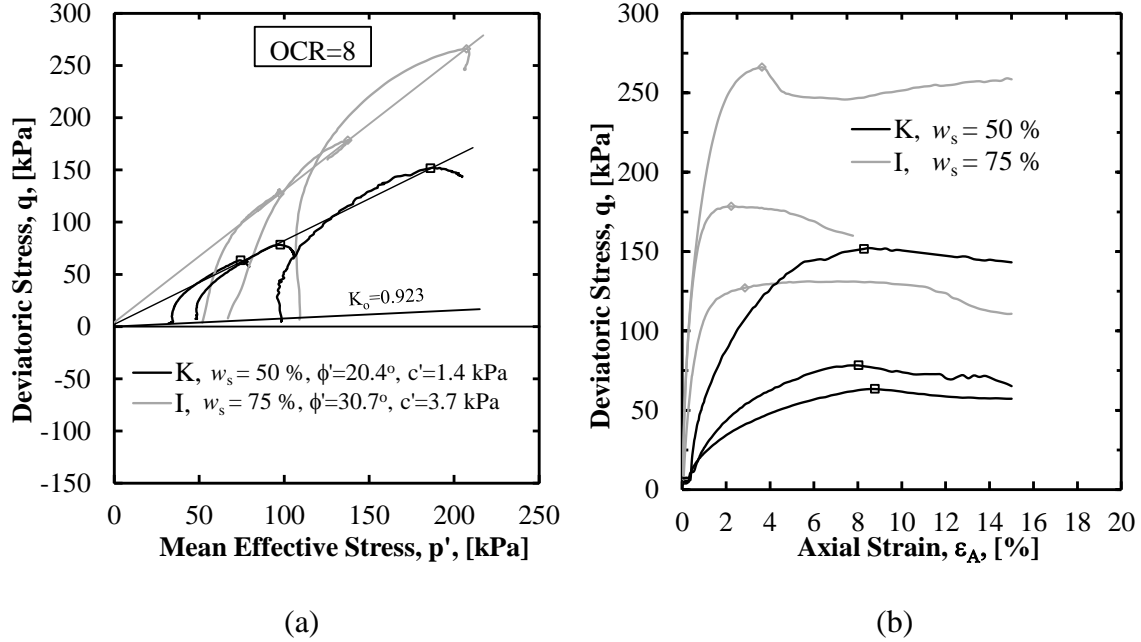 300
250
200
150
100
50
0
-50
-100
-150
Deviatoric Stress, q, [kPa]
OCR=8
Kₒ=0.923
K, wₛ = 50 %, ϕ'=20.4º, c'=1.4 kPa
I, wₛ = 75 %, ϕ'=30.7º, c'=3.7 kPa
0 50 100 150 200 250
Mean Effective Stress, p', [kPa]
(a)
300
250
200
150
100
50
0
Deviatoric Stress, q, [kPa]
K, wₛ = 50 %
I, wₛ = 75 %
0 2 4 6 8 10 12 14 16 18 20
Axial Strain, ε_A, [%]
(b)